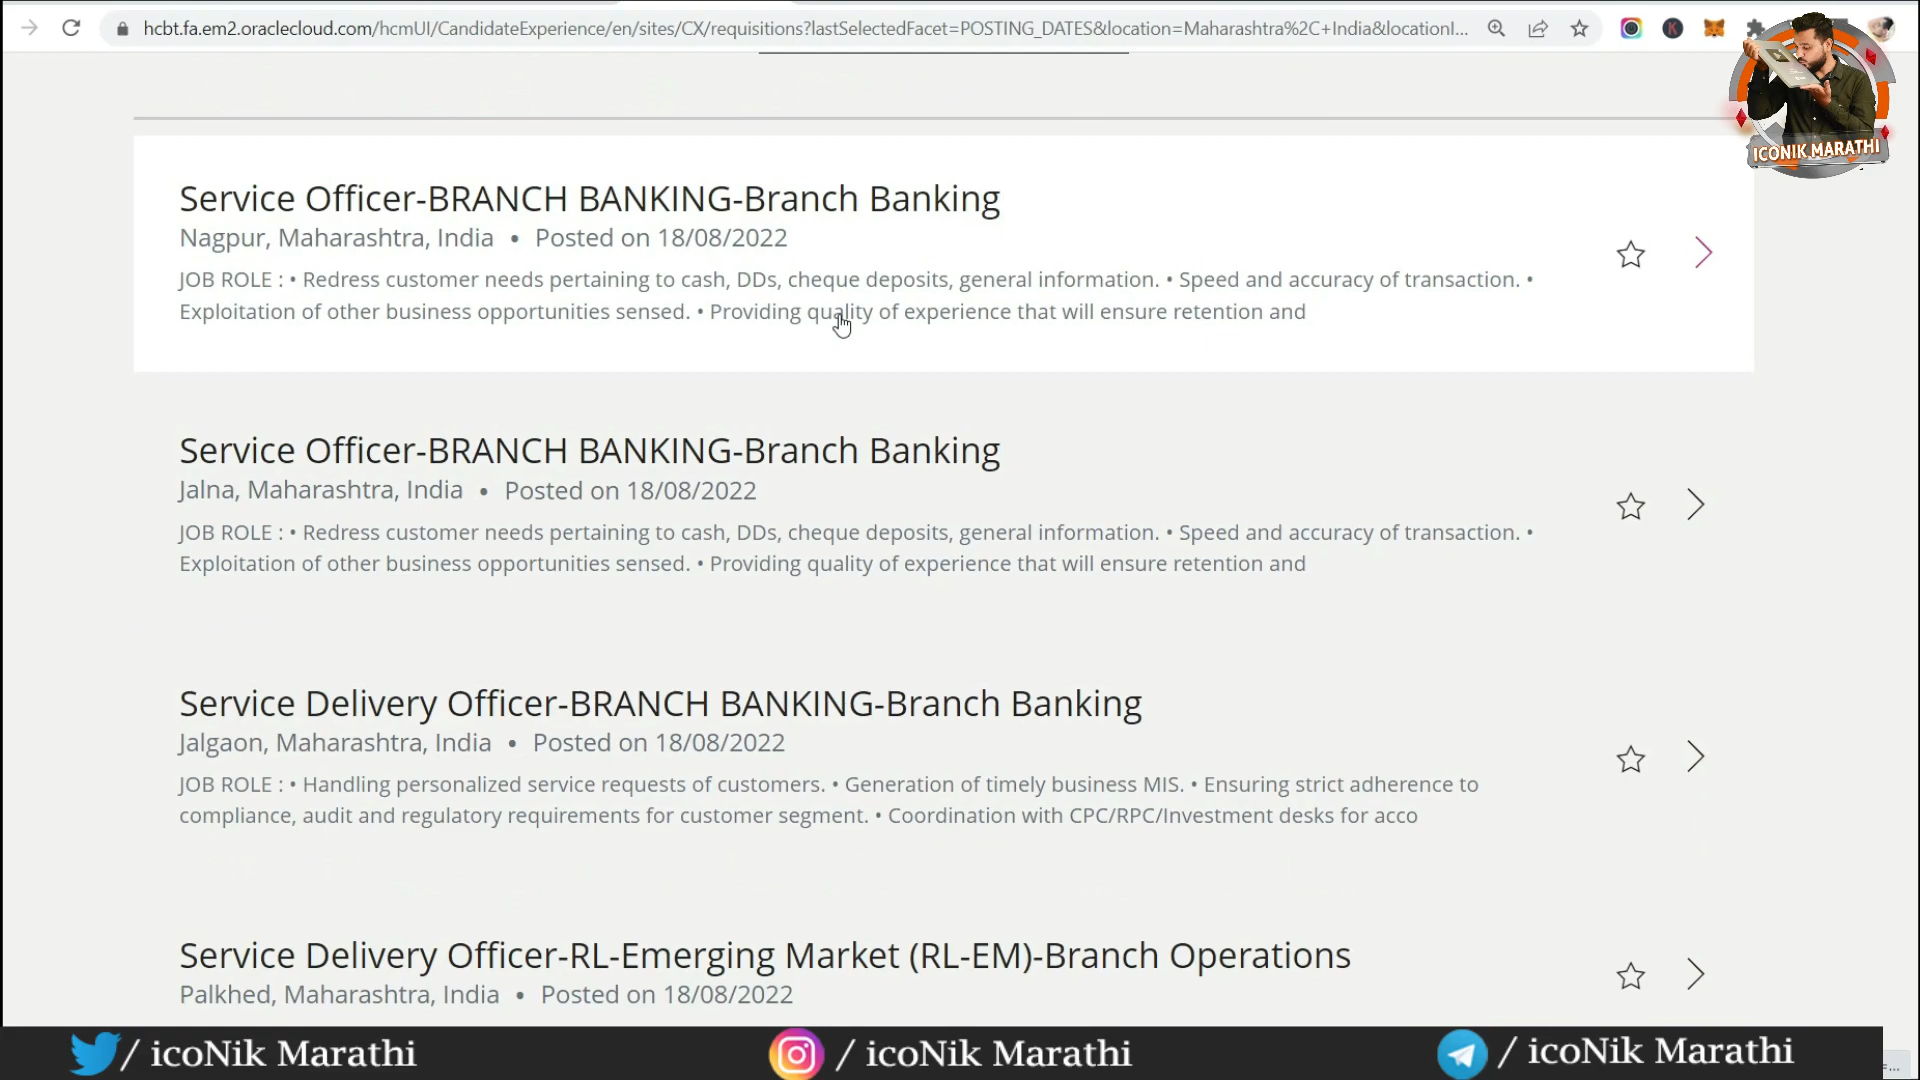 hcbt.fa.em2.oraclecloud.com/hcmUI/CandidateExperience/en/sites/CX/requisitions?lastSelectedFacet=POSTING_DATES&location=Maharashtra%2C+India&locationI...
K
ICONIK MARATHI
Service Officer-BRANCH BANKING-Branch Banking
Nagpur, Maharashtra, India • Posted on 18/08/2022
JOB ROLE : • Redress customer needs pertaining to cash, DDs, cheque deposits, general information. • Speed and accuracy of transaction. •
Exploitation of other business opportunities sensed. • Providing quality of experience that will ensure retention and
Service Officer-BRANCH BANKING-Branch Banking
Jalna, Maharashtra, India • Posted on 18/08/2022
JOB ROLE : • Redress customer needs pertaining to cash, DDs, cheque deposits, general information. • Speed and accuracy of transaction. •
Exploitation of other business opportunities sensed. • Providing quality of experience that will ensure retention and
Service Delivery Officer-BRANCH BANKING-Branch Banking
Jalgaon, Maharashtra, India • Posted on 18/08/2022
JOB ROLE : • Handling personalized service requests of customers. • Generation of timely business MIS. • Ensuring strict adherence to
compliance, audit and regulatory requirements for customer segment. • Coordination with CPC/RPC/Investment desks for acco
Service Delivery Officer-RL-Emerging Market (RL-EM)-Branch Operations
Palkhed, Maharashtra, India • Posted on 18/08/2022
/ icoNik Marathi
/ icoNik Marathi
/ icoNik Marathi